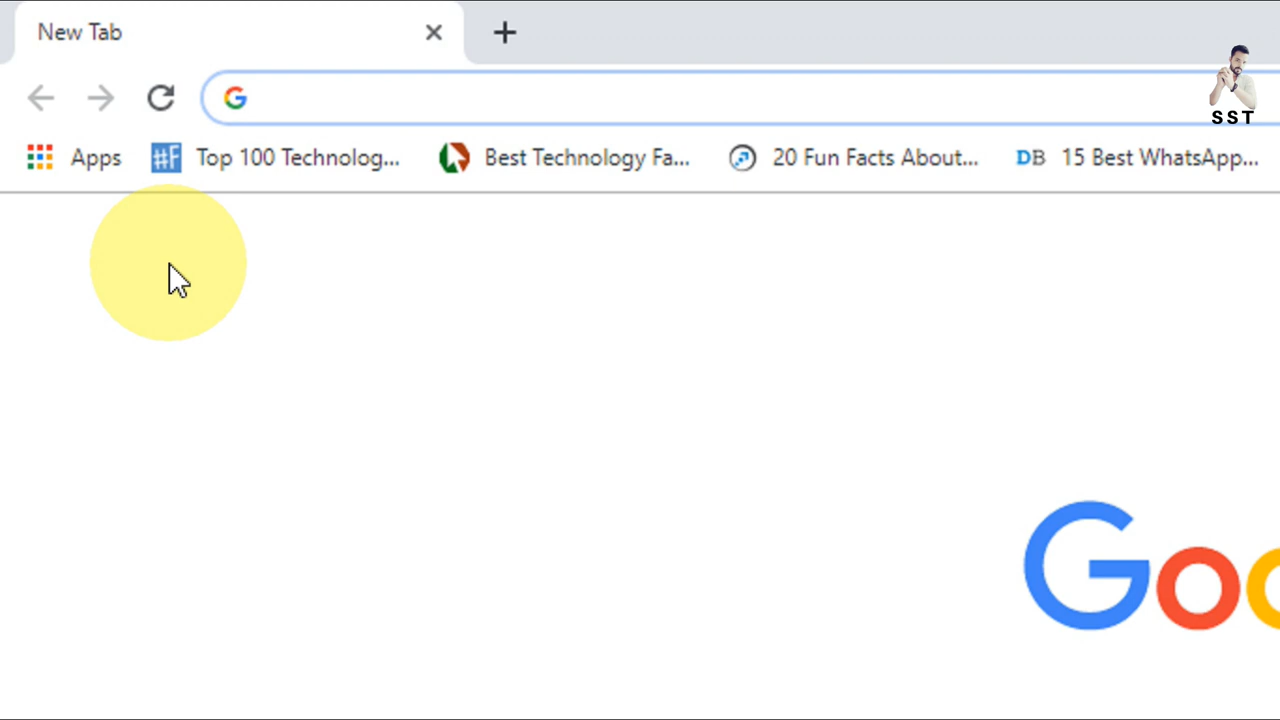 New Tab
SST
Apps
#F
Top 100 Technolog...
Best Technology Fa...
20 Fun Facts About...
DB
15 Best WhatsApp...
Goo